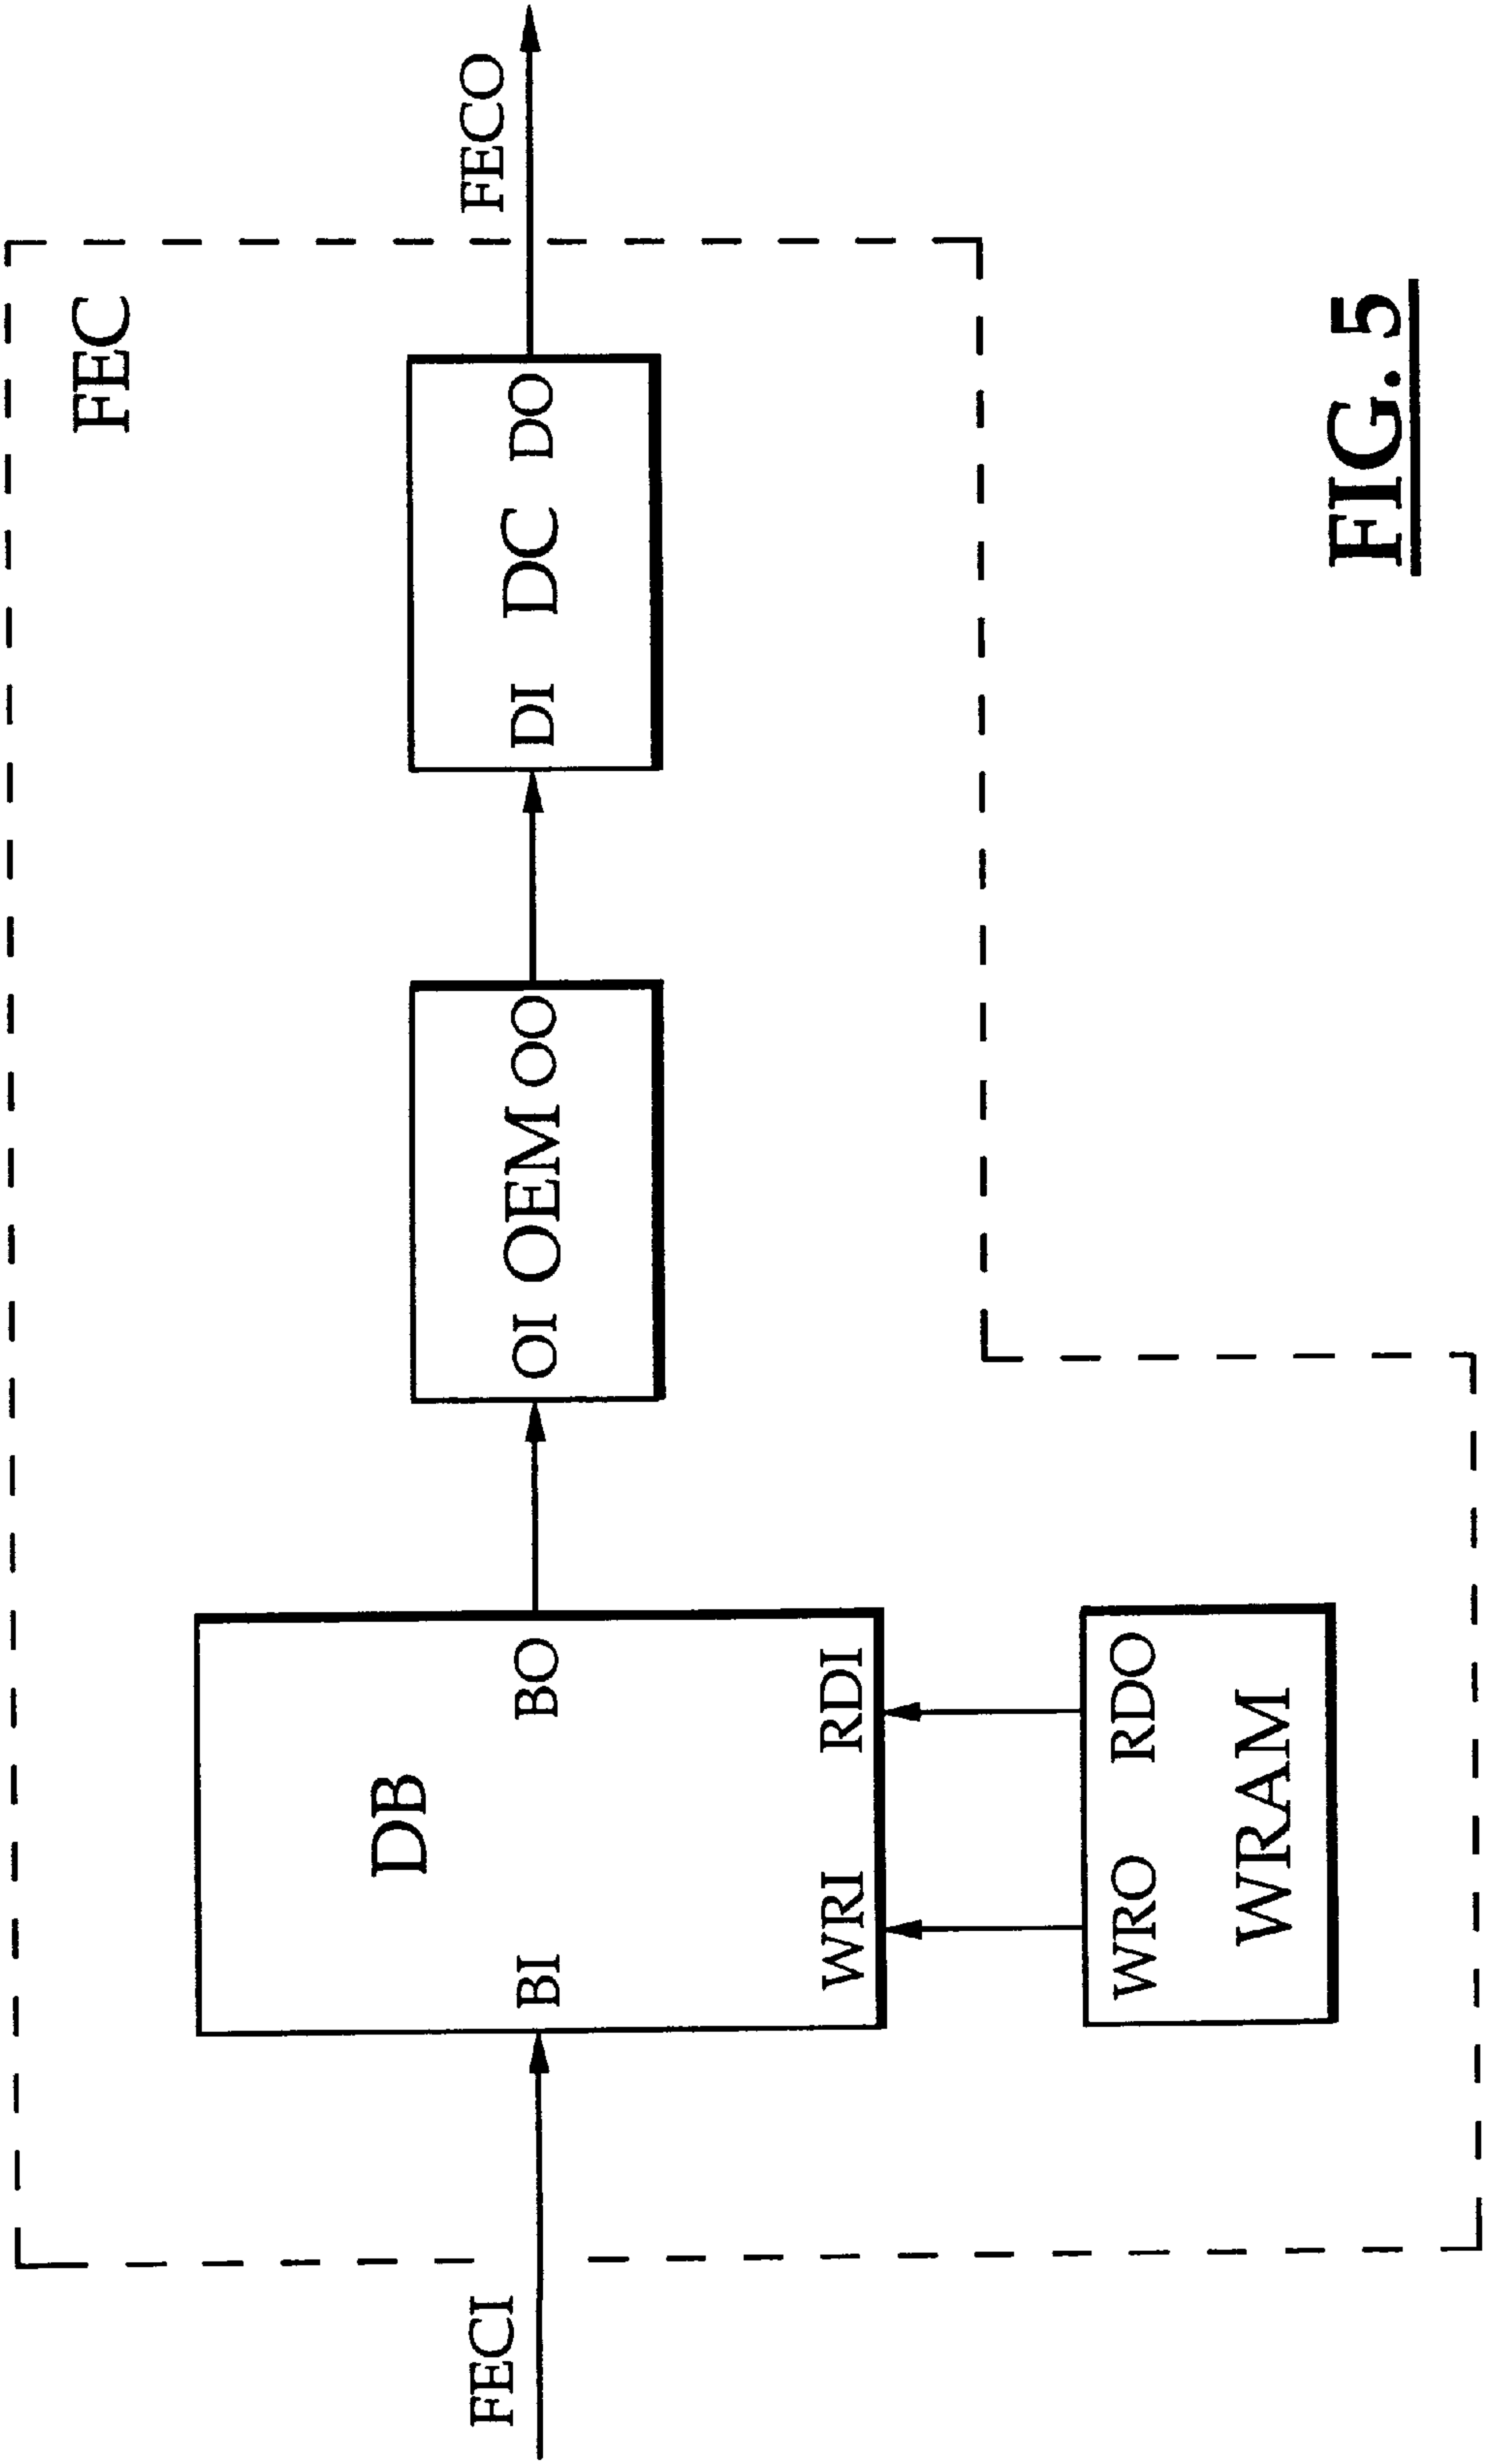 FEC
FECI
FECO
DB
BI
BO
WRI
RDI
WRO
RDO
WRAM
OI
OEM
OO
DI
DC
DO
FIG. 5